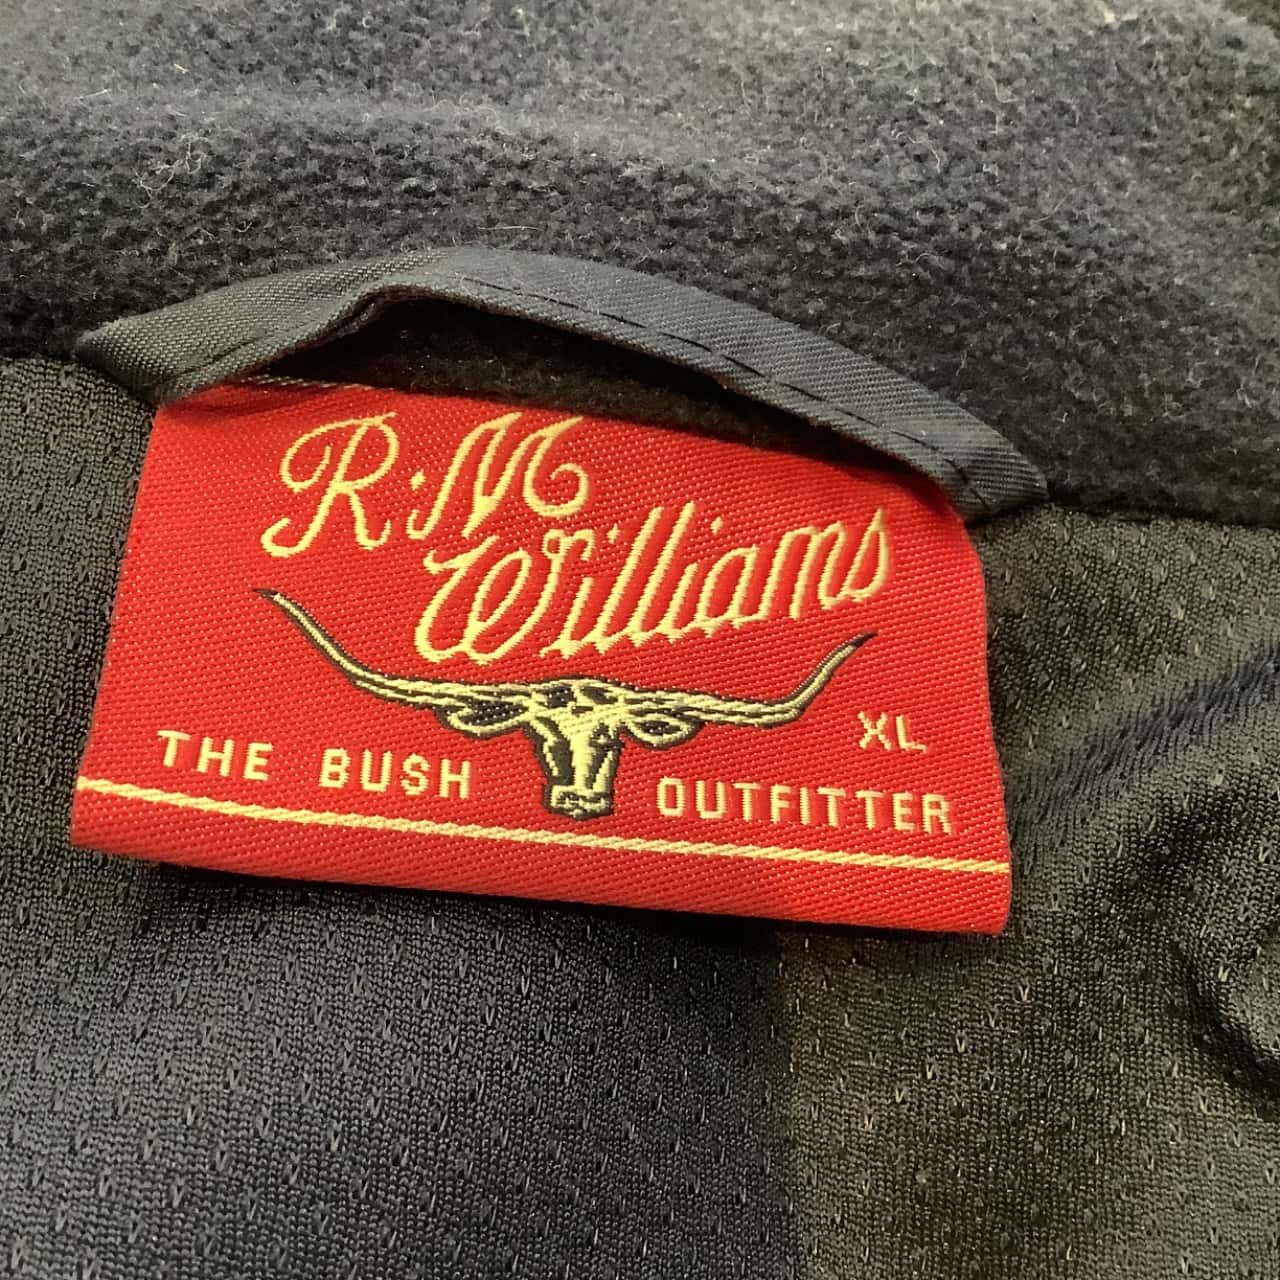 R.M
Williams
XL
THE BUSH OUTFITTER